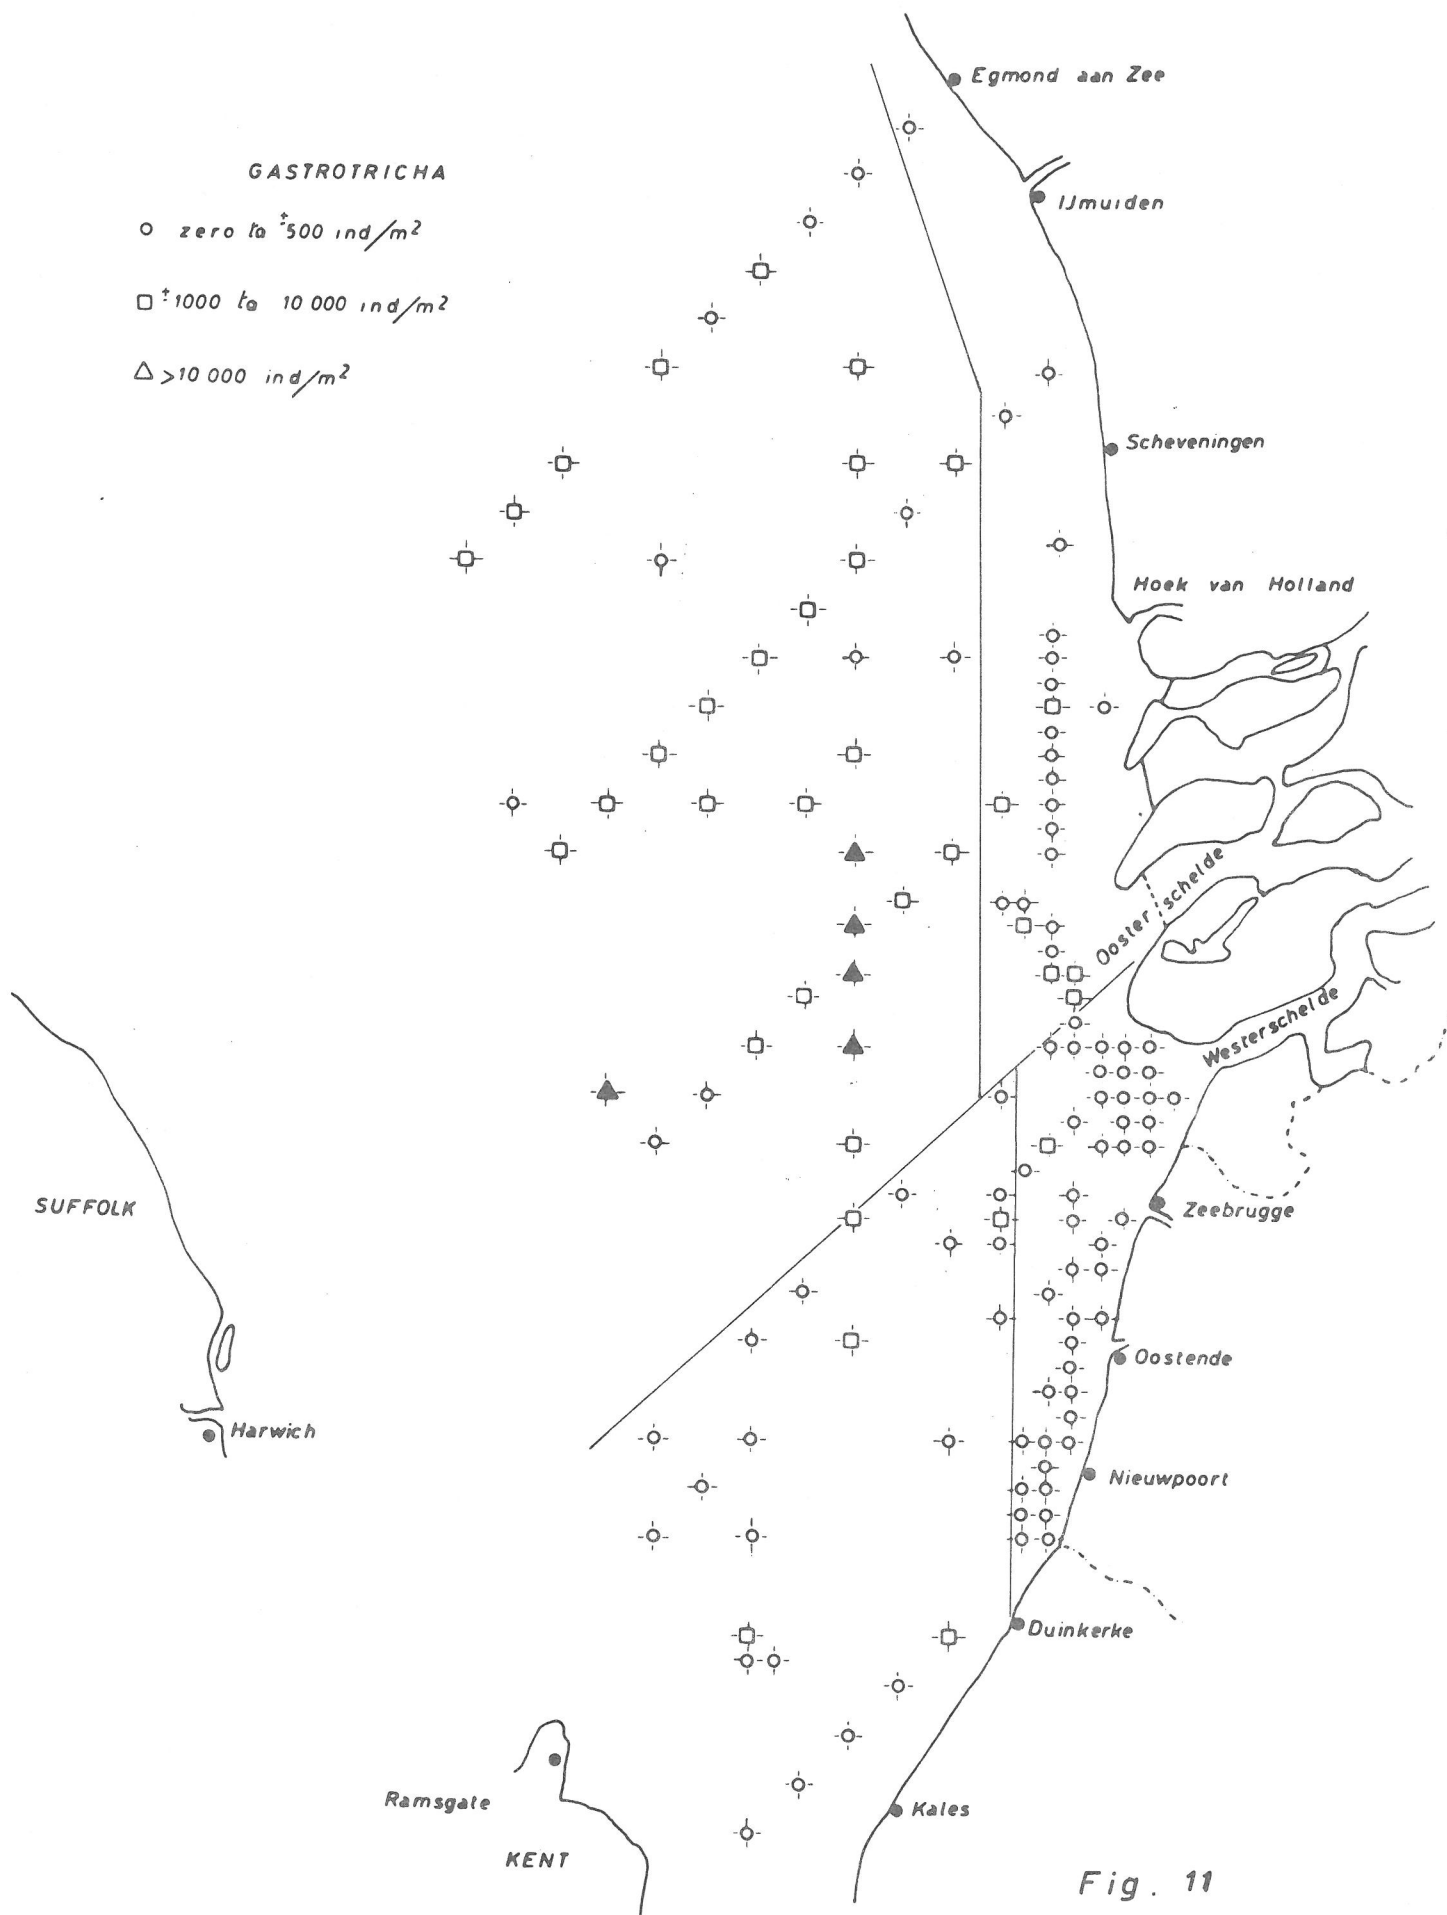 GASTROTRICHA
zero to ±500 ind/m²
±1000 to 10 000 ind/m²
>10 000 ind/m²
Egmond aan Zee
IJmuiden
Scheveningen
Hoek van Holland
Ooster schelde
Westerschelde
SUFFOLK
Zeebrugge
Oostende
Harwich
Nieuwpoort
Duinkerke
Ramsgate
Kales
KENT
Fig. 11